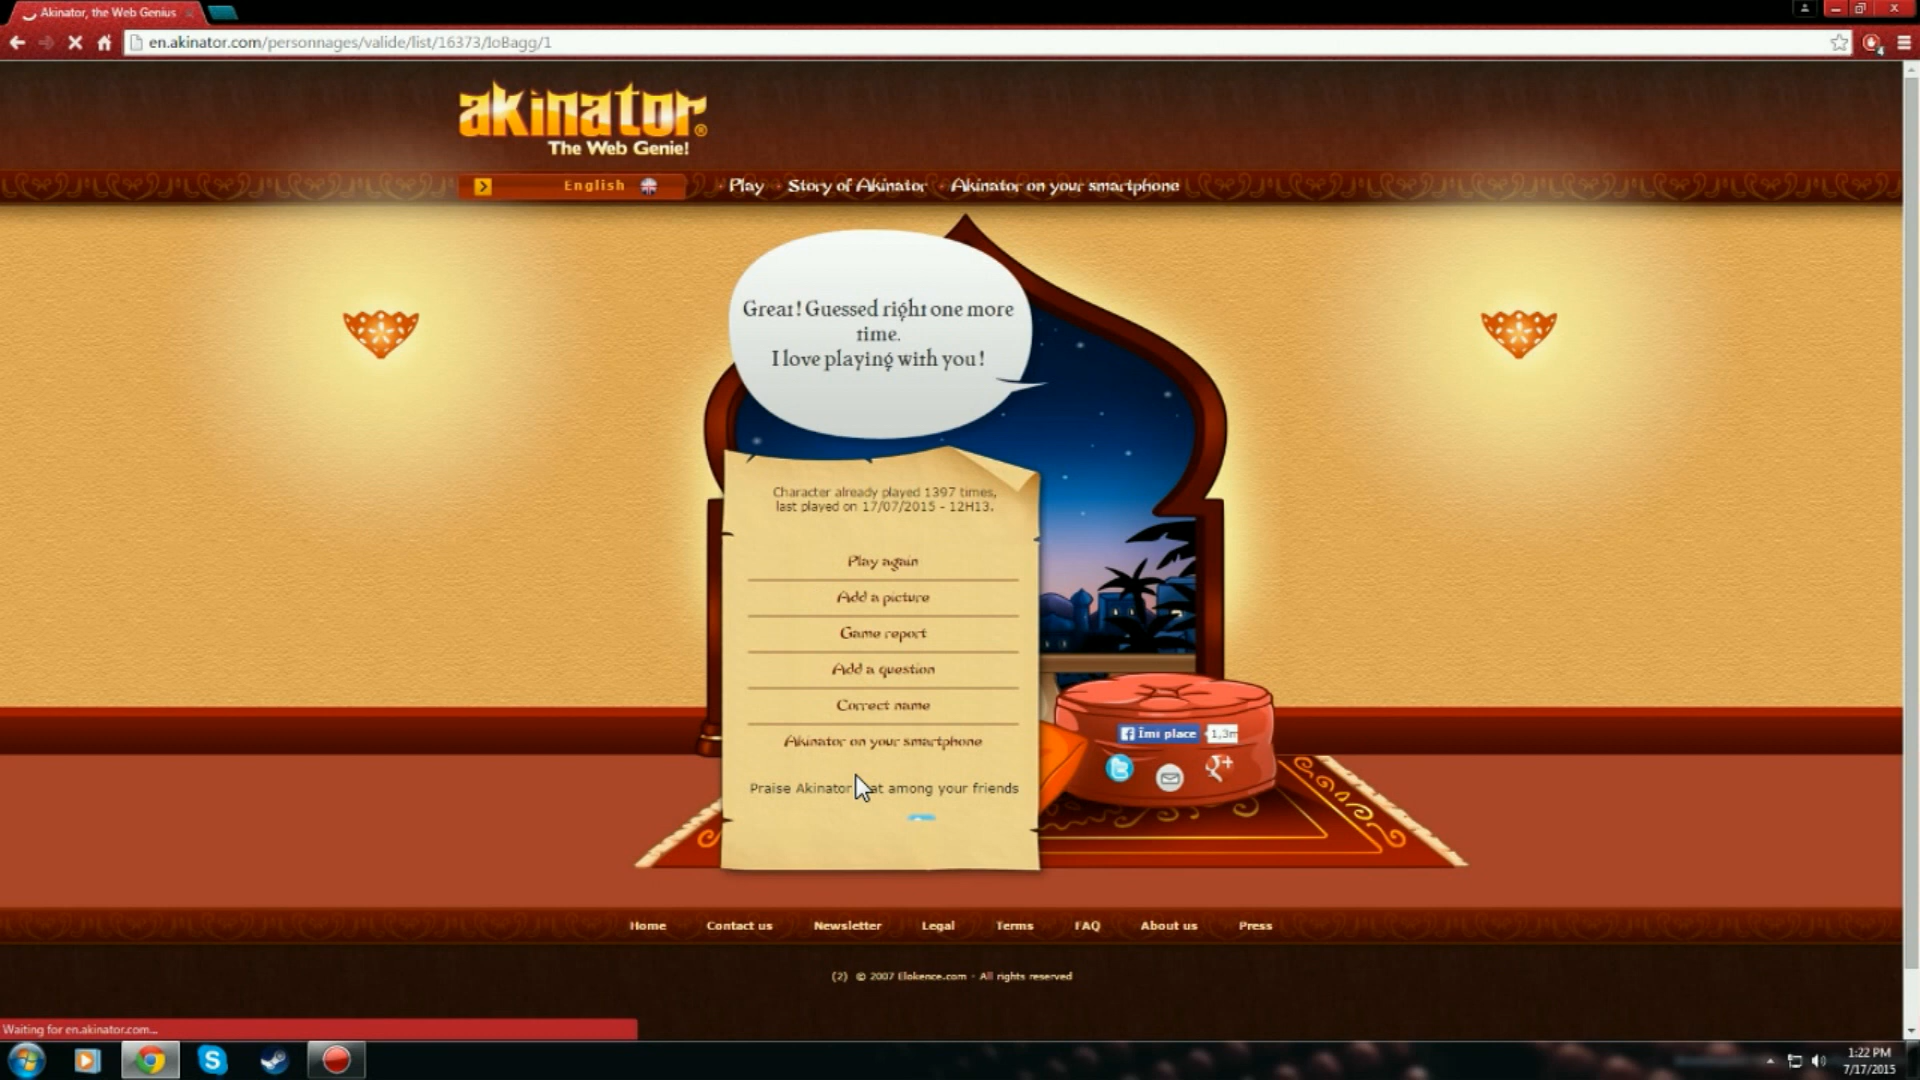 Akinator, the Web Genius
en.akinator.com/personnages/valide/list/16373/IoBagg/1
4
akinator®
The Web Genie!
English
Play
Story of Akinator
Akinator on your smartphone
Great! Guessed right one more
time.
I love playing with you!
Character already played 1397 times,
last played on 17/07/2015 - 12H13.
Play again
Add a picture
Game report
Add a question
Correct name
Akinator on your smartphone
Îmi place
1,3m
Praise Akinator
at among your friends
Home
Contact us
Newsletter
Legal
Terms
FAQ
About us
Press
(2) © 2007 Elokence.com - All rights reserved
Waiting for en.akinator.com...
1:22 PM
7/17/2015